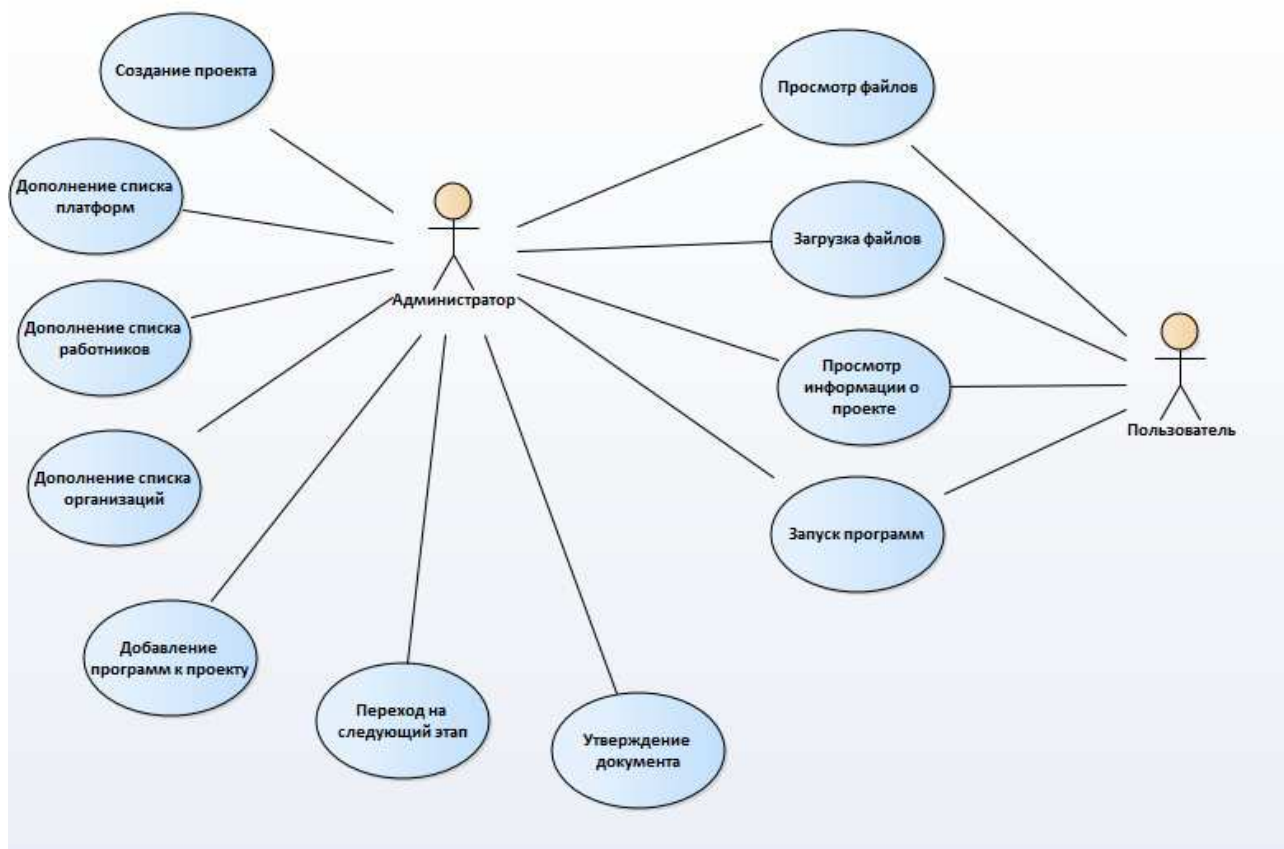 Создание проекта
Просмотр файлов
Дополнение списка
платформ
Загрузка файлов
Администратор
Дополнение списка
работников
Просмотр
информации о
проекте
Пользователь
Дополнение списка
организаций
Запуск программ
Добавление
программ к проекту
Переход на
следующий этап
Утверждение
документа